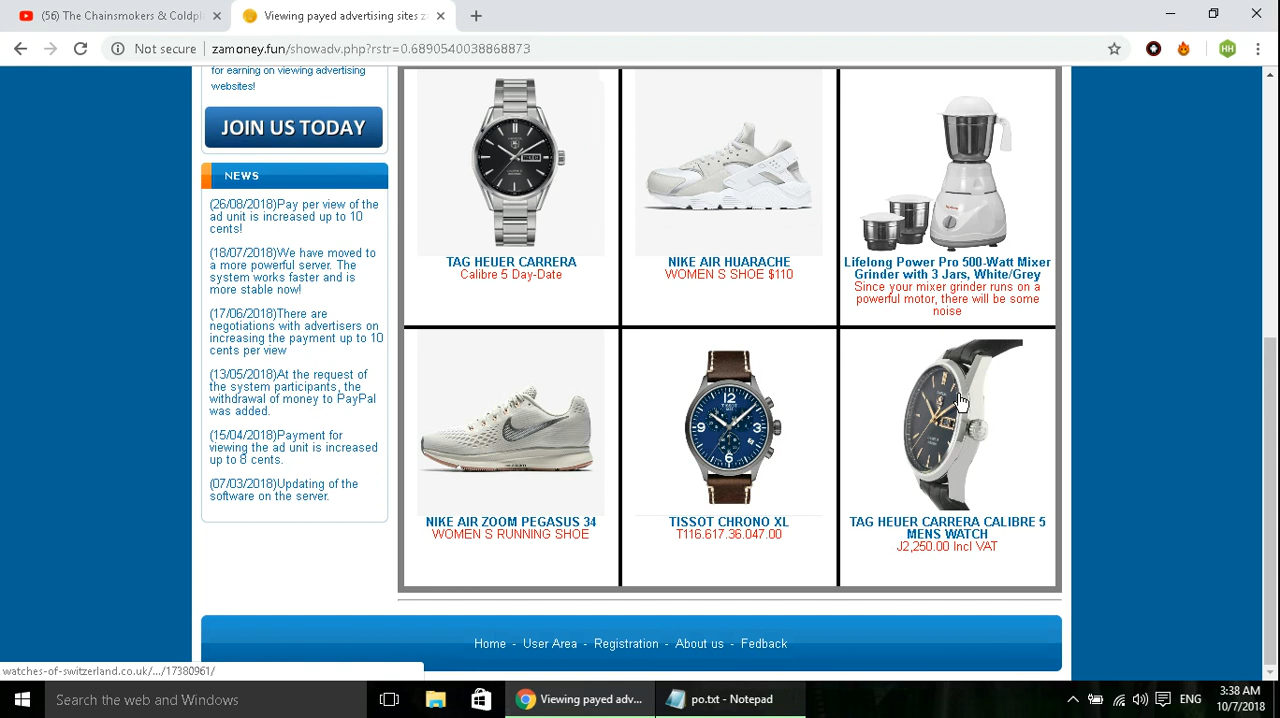 (56) The Chainsmokers & Coldpl
Viewing payed advertising sites z
Not secure
zamoney.fun/showadv.php?rstr=0.6890540038868873
HH
for earning on viewing advertising
websites!
JOIN US TODAY
NEWS
(26/08/2018)Pay per view of the
ad unit is increased up to 10
cents!
(18/07/2018)We have moved to
a more powerful server. The
system works faster and is
more stable now!
(17/06/2018)There are
negotiations with advertisers on
increasing the payment up to 10
cents per view
(13/05/2018)At the request of
the system participants, the
withdrawal of money to PayPal
was added.
(15/04/2018)Payment for
viewing the ad unit is increased
up to 8 cents.
(07/03/2018)Updating of the
software on the server.
TAG HEUER CARRERA
Calibre 5 Day-Date
NIKE AIR HUARACHE
WOMEN S SHOE $110
Lifelong Power Pro 500-Watt Mixer
Grinder with 3 Jars, White/Grey
Since your mixer grinder runs on a
powerful motor, there will be some
noise
NIKE AIR ZOOM PEGASUS 34
WOMEN S RUNNING SHOE
12
9
3
6
TISSOT CHRONO XL
T116.617.36.047.00
TAG HEUER CARRERA CALIBRE 5
MENS WATCH
J2,250.00 Incl VAT
Home - User Area - Registration - About us - Fedback
watches-of-switzerland.co.uk/.../17380961/
Search the web and Windows
Viewing payed adv...
po.txt - Notepad
ENG
3:38 AM
10/7/2018